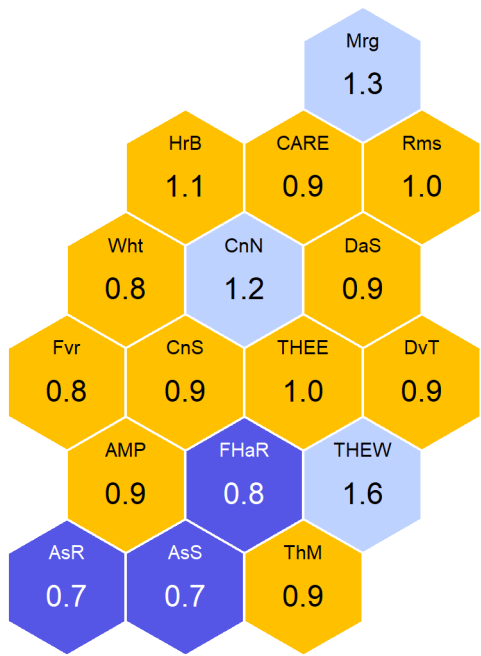 Mrg
1.3
HrB
CARE
Rms
1.1
0.9
1.0
Wht
CnN
DaS
0.8
1.2
0.9
Fvr
CnS
THEE
DvT
0.8
0.9
1.0
0.9
AMP
FHaR
THEW
0.9
0.8
1.6
AsR
AsS
ThM
0.7
0.7
0.9